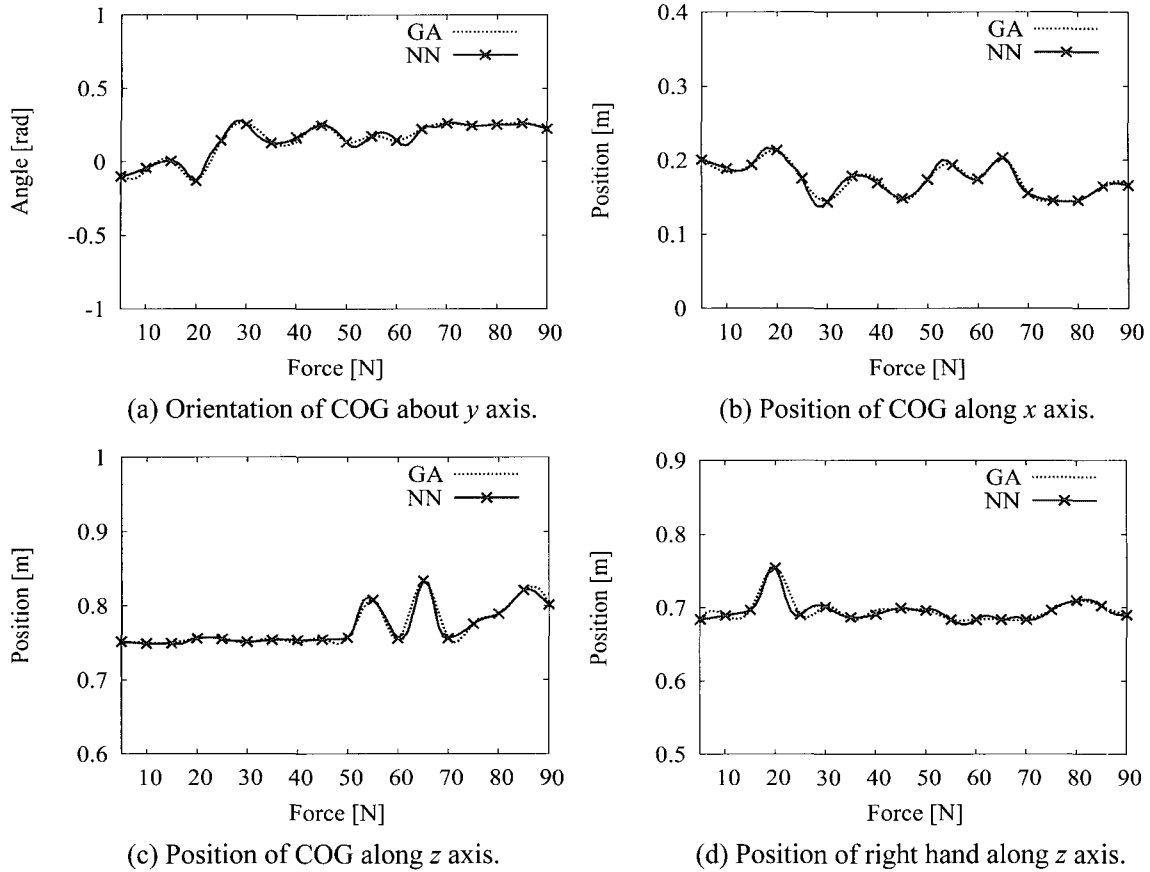 GA
NN
1
0.5
0
-0.5
-1
Angle [rad]
10 20 30 40 50 60 70 80 90
Force [N]
(a) Orientation of COG about y axis.
GA
NN
0.4
0.3
0.2
0.1
0
Position [m]
10 20 30 40 50 60 70 80 90
Force [N]
(b) Position of COG along x axis.
GA
NN
1
0.9
0.8
0.7
0.6
Position [m]
10 20 30 40 50 60 70 80 90
Force [N]
(c) Position of COG along z axis.
GA
NN
0.9
0.8
0.7
0.6
0.5
Position [m]
10 20 30 40 50 60 70 80 90
Force [N]
(d) Position of right hand along z axis.